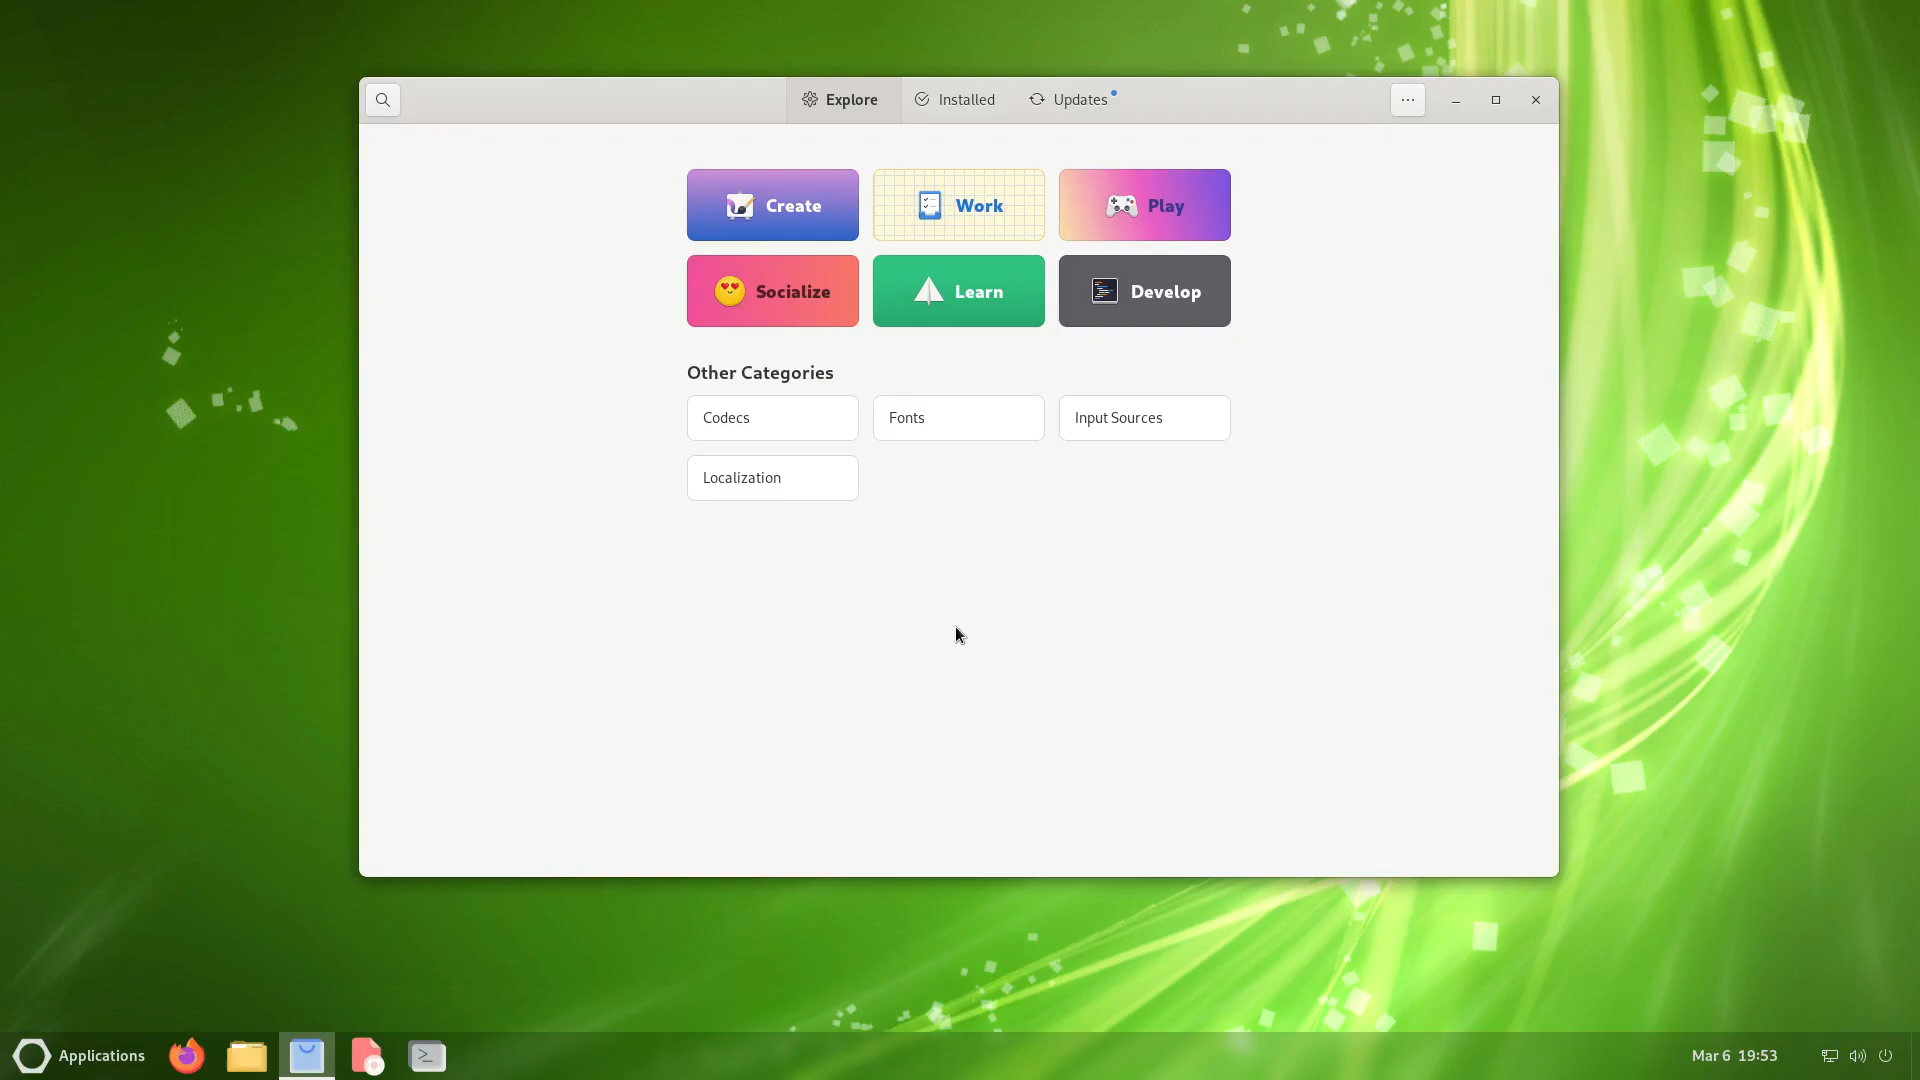 Explore Installed Updates
Create Work Play
Socialize Learn Develop
Other Categories
Codecs Fonts Input Sources
Localization
Applications Mar 6 19:53